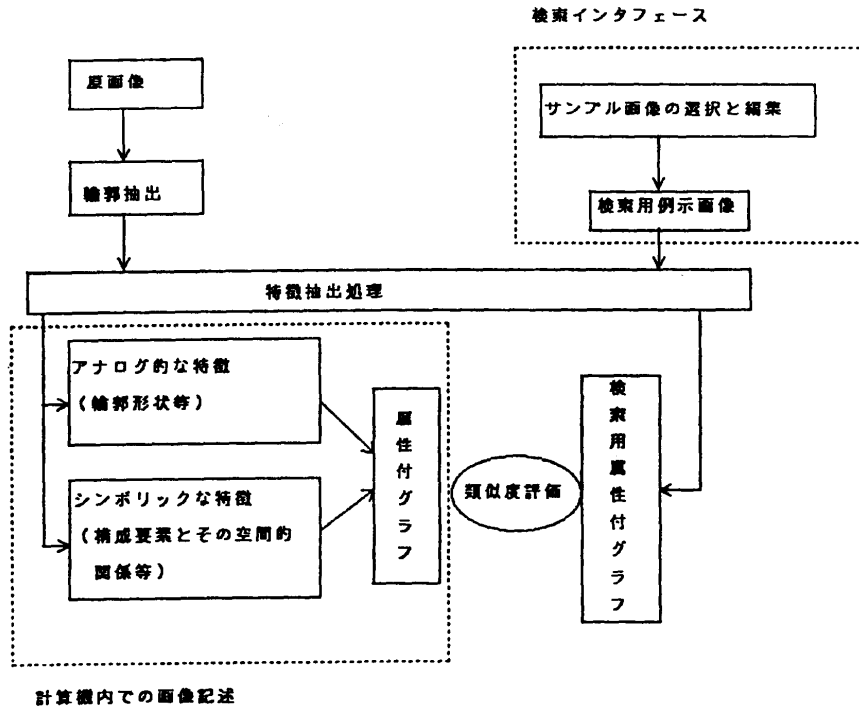 検索インタフェース
原画像
サンプル画像の選択と編集
輪郭抽出
検索用例示画像
特徴抽出処理
アナログ的な特徴
（輪郭形状等）
シンボリックな特徴
（構成要素とその空間的
関係等）
属性付グラフ
類似度評価
検索用属性付グラフ
計算機内での画像記述